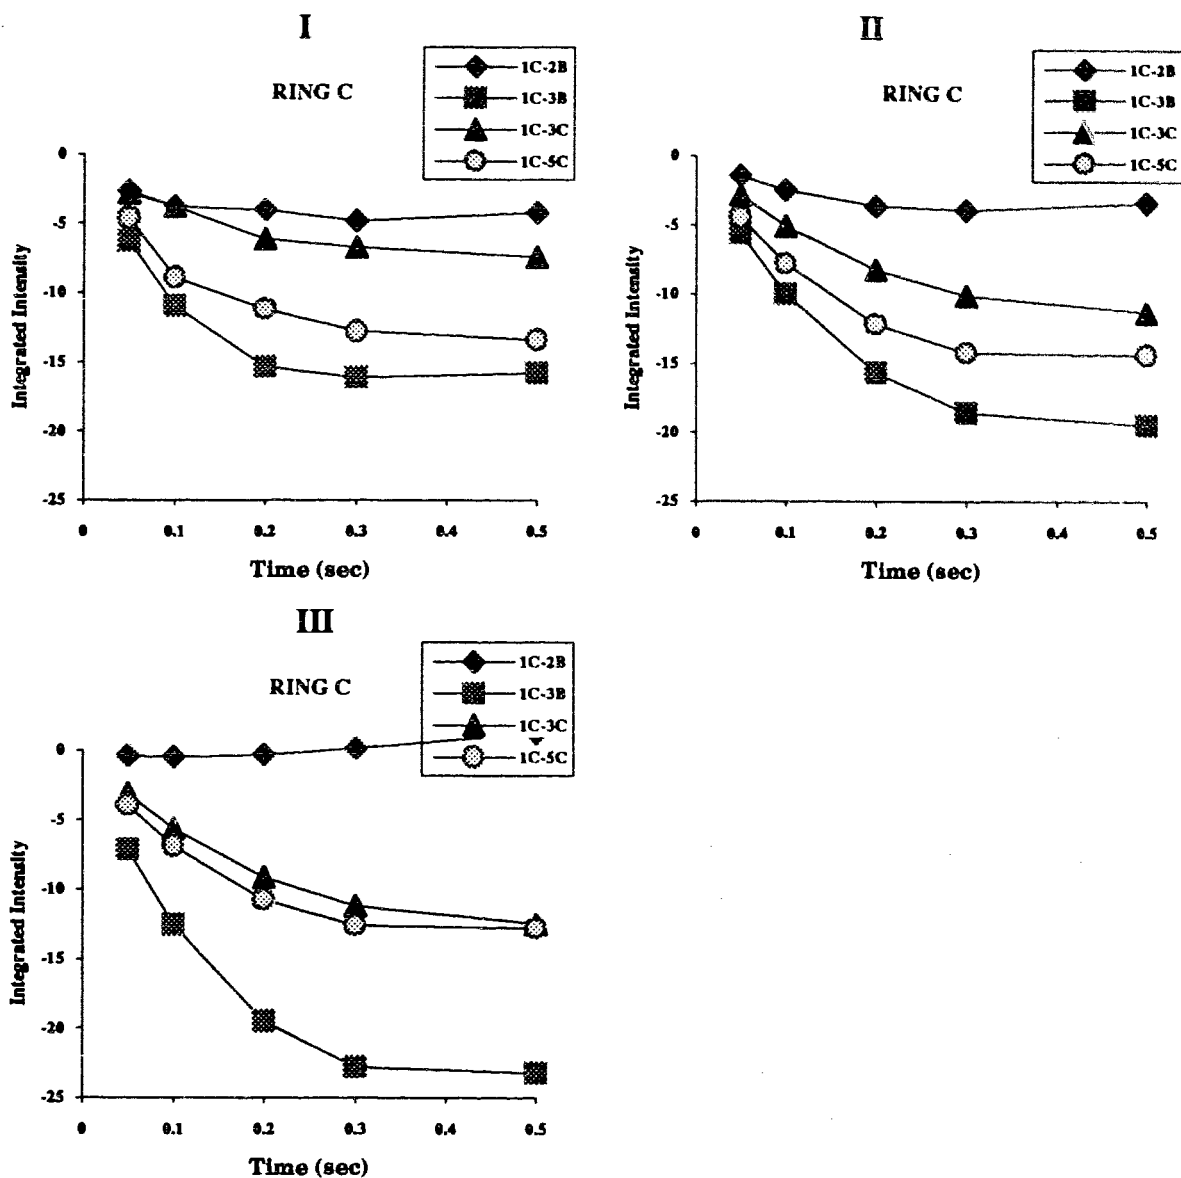 I
RING C
1C-2B
1C-3B
1C-3C
1C-5C
0
-5
-10
-15
-20
-25
Integrated Intensity
0 0.1 0.2 0.3 0.4 0.5
Time (sec)
II
RING C
1C-2B
1C-3B
1C-3C
1C-5C
0
-5
-10
-15
-20
-25
Integrated Intensity
0 0.1 0.2 0.3 0.4 0.5
Time (sec)
III
RING C
1C-2B
1C-3B
1C-3C
1C-5C
0
-5
-10
-15
-20
-25
Integrated Intensity
0 0.1 0.2 0.3 0.4 0.5
Time (sec)